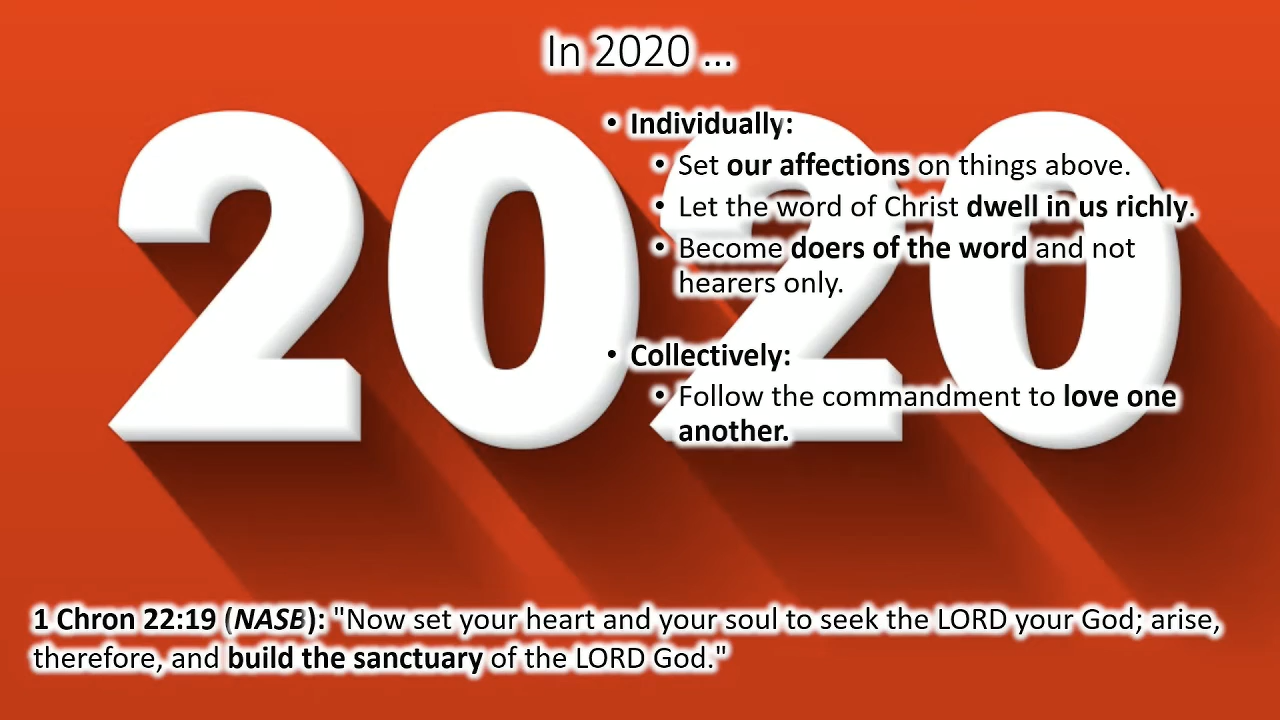 In 2020 ...
2020
• Individually:
• Set our affections on things above.
• Let the word of Christ dwell in us richly.
• Become doers of the word and not
hearers only.
• Collectively:
• Follow the commandment to love one
another.
1 Chron 22:19 (NASB): "Now set your heart and your soul to seek the LORD your God; arise,
therefore, and build the sanctuary of the LORD God."